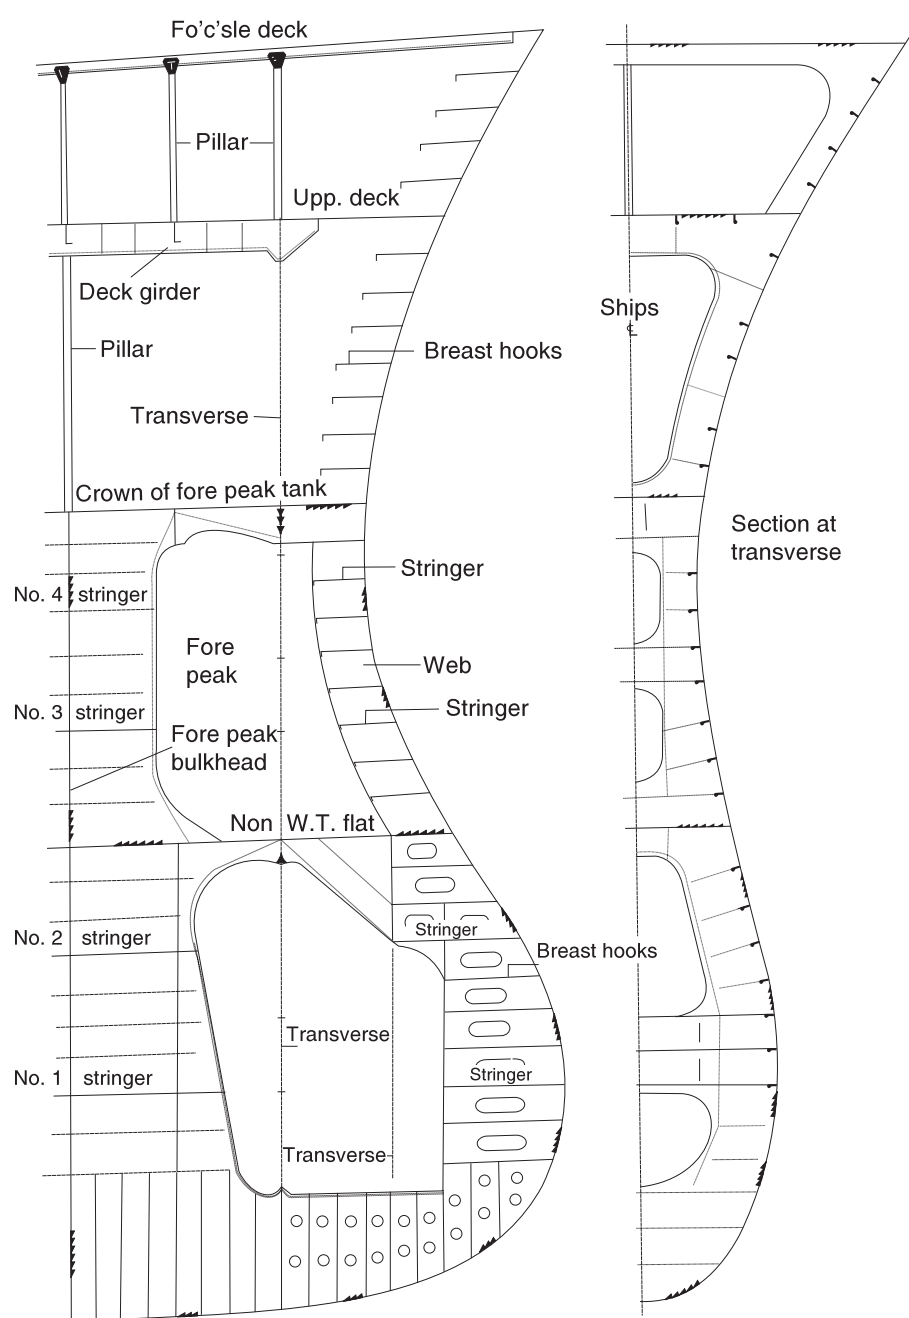 Fo’c’sle deck
Pillar
Upp. deck
Deck girder
Ships
℄
Pillar
Breast hooks
Transverse
Crown of fore peak tank
Section at
transverse
Stringer
No. 4 stringer
Fore
peak
Web
Stringer
No. 3 stringer
Fore peak
bulkhead
Non W.T. flat
Stringer
No. 2 stringer
Breast hooks
Transverse
Stringer
No. 1 stringer
Transverse